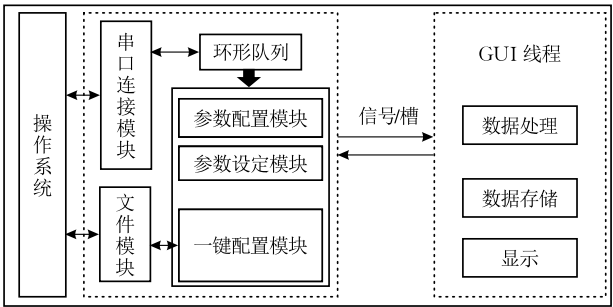 操作系统
串口连接模块
环形队列
参数配置模块
参数设定模块
文件模块
一键配置模块
信号/槽
GUI 线程
数据处理
数据存储
显示